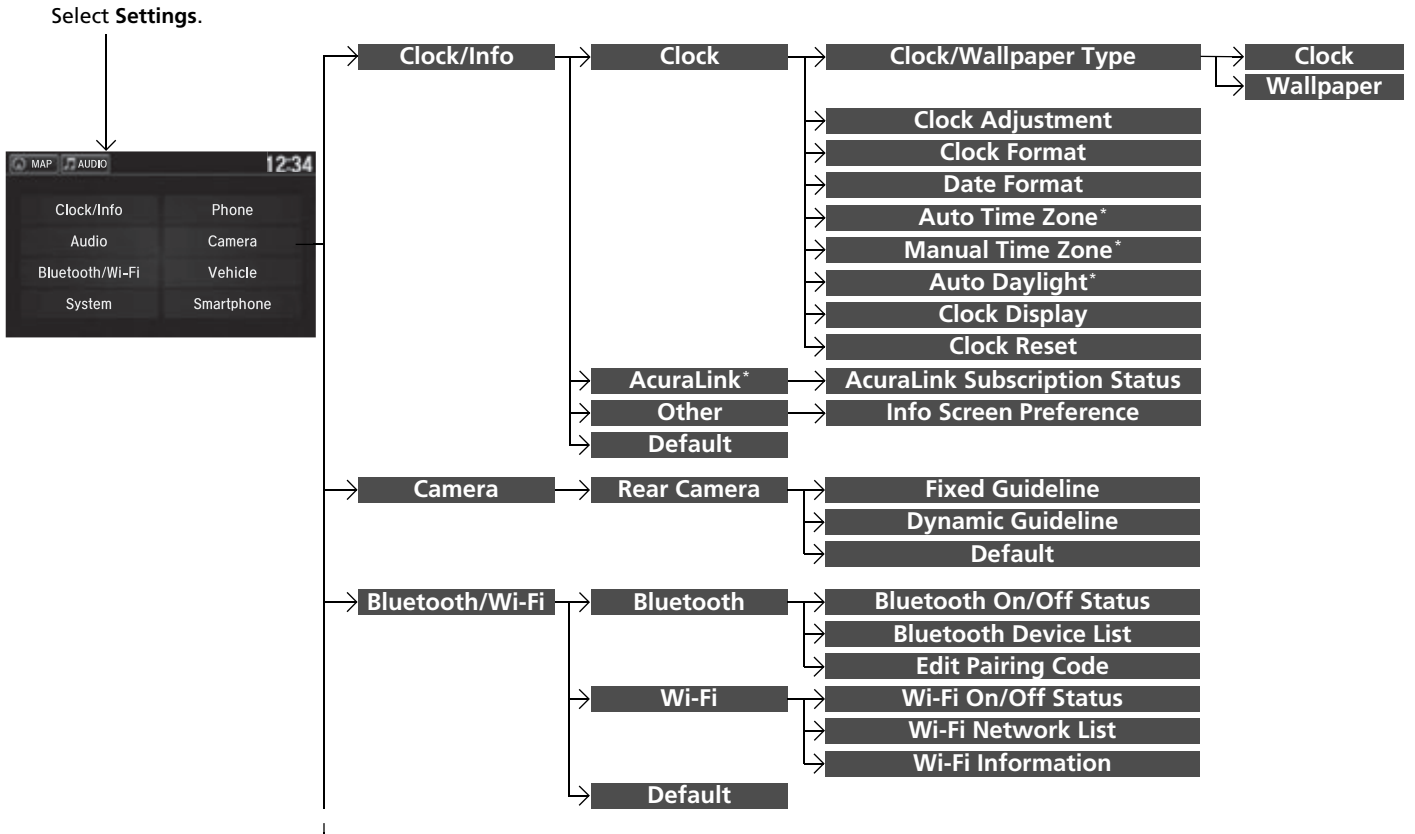 Select Settings.
MAP AUDIO 12:34
Clock/Info Phone
Audio Camera
Bluetooth/Wi-Fi Vehicle
System Smartphone
Clock/Info
Clock
Clock/Wallpaper Type
Clock
Wallpaper
Clock Adjustment
Clock Format
Date Format
Auto Time Zone*
Manual Time Zone*
Auto Daylight*
Clock Display
Clock Reset
AcuraLink*
AcuraLink Subscription Status
Other
Info Screen Preference
Default
Camera
Rear Camera
Fixed Guideline
Dynamic Guideline
Default
Bluetooth/Wi-Fi
Bluetooth
Bluetooth On/Off Status
Bluetooth Device List
Edit Pairing Code
Wi-Fi
Wi-Fi On/Off Status
Wi-Fi Network List
Wi-Fi Information
Default